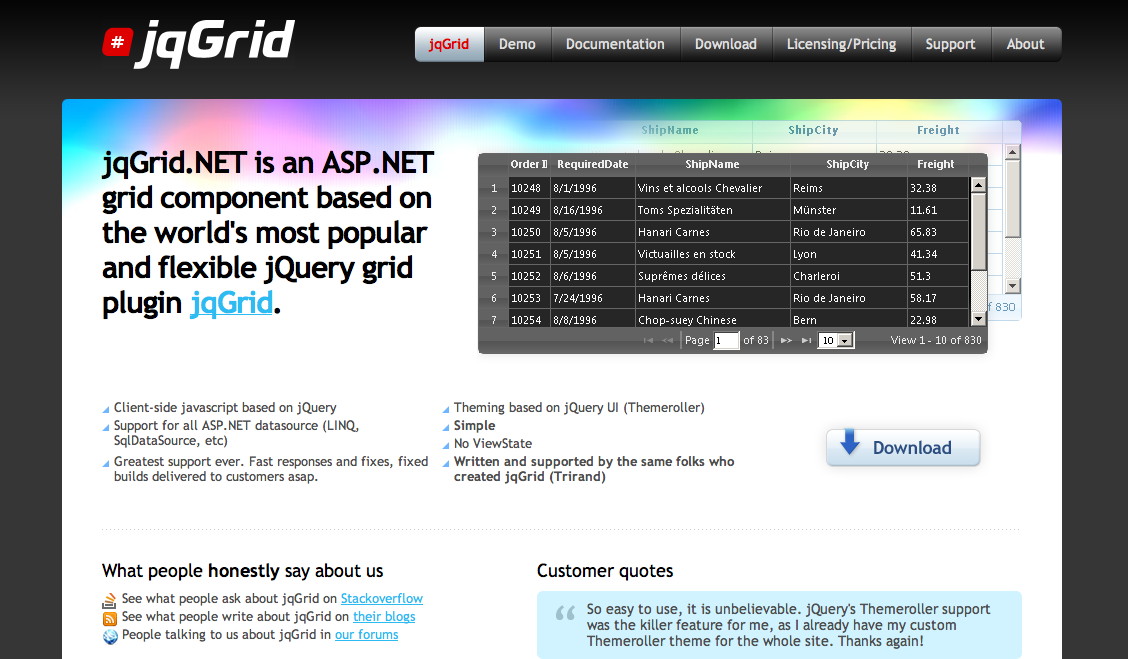 # jqGrid
jqGrid Demo Documentation Download Licensing/Pricing Support About
jqGrid.NET is an ASP.NET
grid component based on
the world's most popular
and flexible jQuery grid
plugin jqGrid.
ShipName ShipCity Freight
Order I RequiredDate ShipName ShipCity Freight
1 10248 8/1/1996 Vins et alcools Chevalier Reims 32.38
2 10249 8/16/1996 Toms Spezialitäten Münster 11.61
3 10250 8/5/1996 Hanari Carnes Rio de Janeiro 65.83
4 10251 8/5/1996 Victuailles en stock Lyon 41.34
5 10252 8/6/1996 Suprêmes délices Charleroi 51.3
6 10253 7/24/1996 Hanari Carnes Rio de Janeiro 58.17
7 10254 8/8/1996 Chop-suey Chinese Bern 22.98
Page 1 of 83 10 View 1 - 10 of 830
f 830
Client-side javascript based on jQuery
Support for all ASP.NET datasource (LINQ,
SqlDataSource, etc)
Greatest support ever. Fast responses and fixes, fixed
builds delivered to customers asap.
Theming based on jQuery UI (Themeroller)
Simple
No ViewState
Written and supported by the same folks who
created jqGrid (Trirand)
Download
What people honestly say about us
See what people ask about jqGrid on Stackoverflow
See what people write about jqGrid on their blogs
People talking to us about jqGrid in our forums
Customer quotes
So easy to use, it is unbelievable. jQuery's Themeroller support
was the killer feature for me, as I already have my custom
Themeroller theme for the whole site. Thanks again!